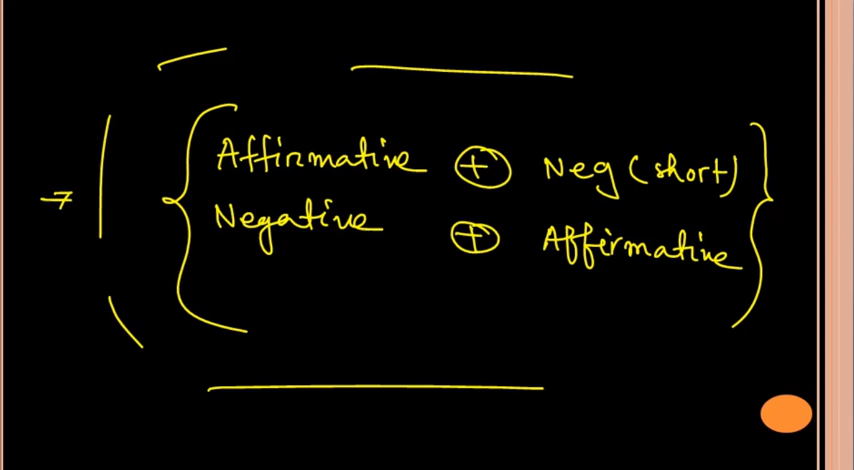 → { Affirmative ⊕ Neg (short) }
Negative ⊕ Affirmative